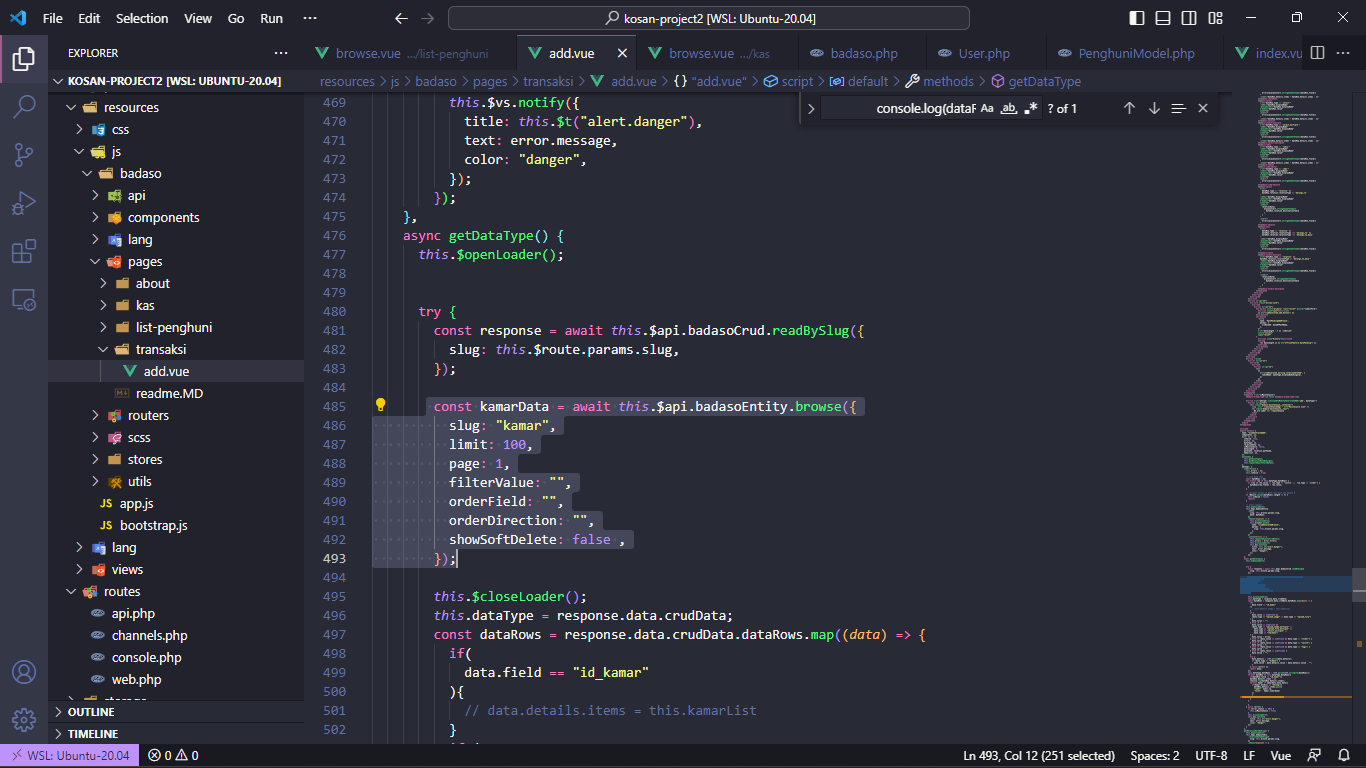 File Edit Selection View Go Run ··· kosan-project2 [WSL: Ubuntu-20.04]
EXPLORER ··· browse.vue .../list-penghuni add.vue browse.vue .../kas badaso.php User.php PenghuniModel.php index.vu
KOSAN-PROJECT2 [WSL: UBUNTU-20.04]
resources > js > badaso > pages > transaksi > add.vue > {} "add.vue" > script > default > methods > getDataType
console.log(dataF Aa ab .* ? of 1
resources
css
js
badaso
api
components
lang
pages
about
kas
list-penghuni
transaksi
add.vue
readme.MD
routers
scss
stores
utils
JS app.js
JS bootstrap.js
lang
views
routes
api.php
channels.php
console.php
web.php
OUTLINE
TIMELINE
469 this.$vs.notify({
470 title: this.$t("alert.danger"),
471 text: error.message,
472 color: "danger",
473 });
474 });
475 },
476 async getDataType() {
477 this.$openLoader();
478
479
480 try {
481 const response = await this.$api.badasoCrud.readBySlug({
482 slug: this.$route.params.slug,
483 });
484
485 const kamarData = await this.$api.badasoEntity.browse({
486 slug: "kamar",
487 limit: 100,
488 page: 1,
489 filterValue: "",
490 orderField: "",
491 orderDirection: "",
492 showSoftDelete: false ,
493 });
494
495 this.$closeLoader();
496 this.dataType = response.data.crudData;
497 const dataRows = response.data.crudData.dataRows.map((data) => {
498 if(
499 data.field == "id_kamar"
500 ){
501 // data.details.items = this.kamarList
502 }
WSL: Ubuntu-20.04 0 0 Ln 493, Col 12 (251 selected) Spaces: 2 UTF-8 LF Vue